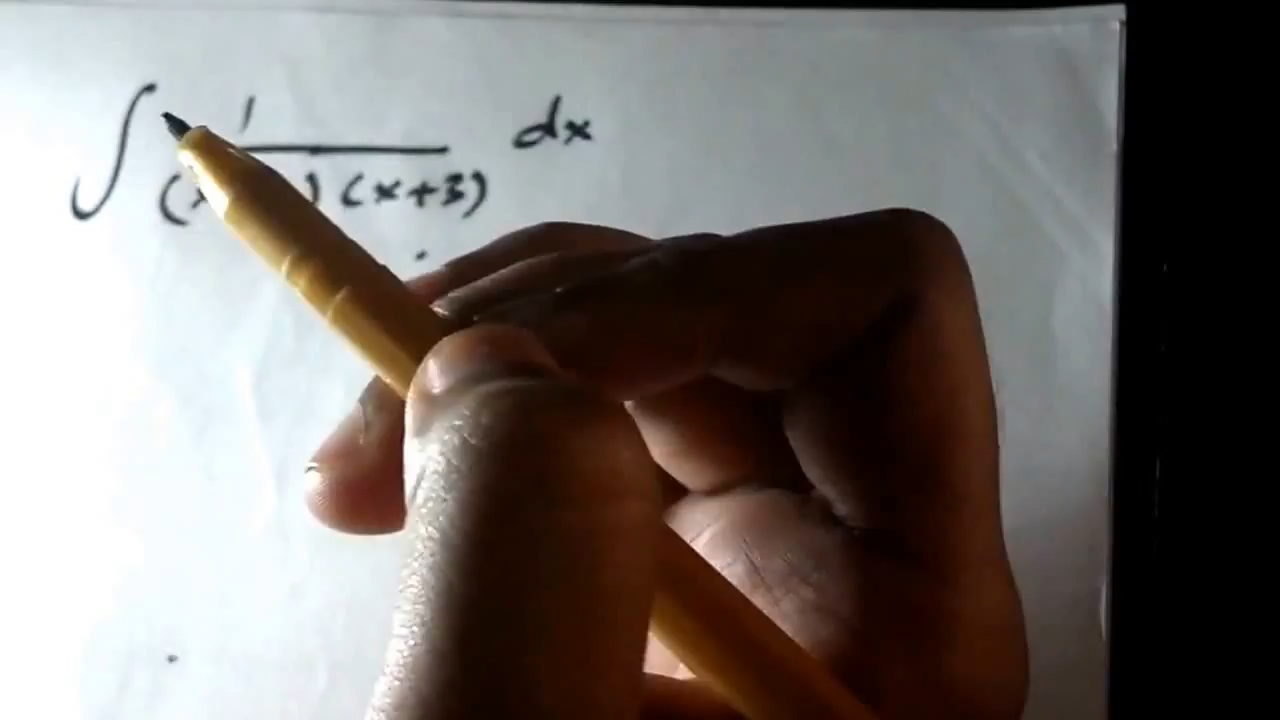 ∫ 1 / (x ) (x+3) dx